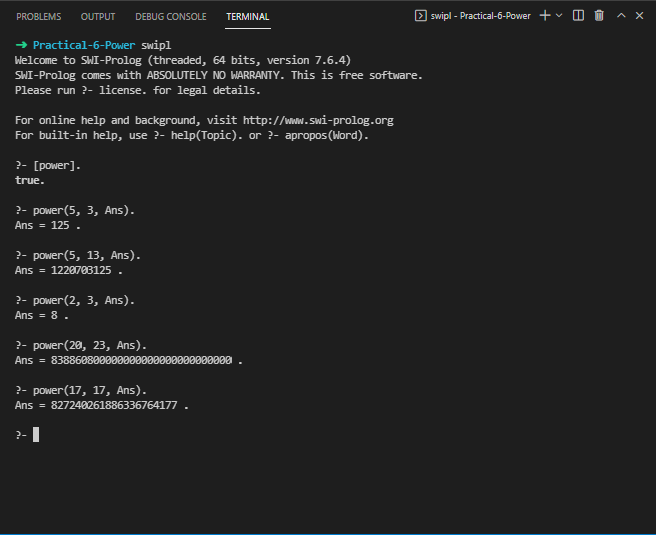 PROBLEMS OUTPUT DEBUG CONSOLE TERMINAL swipl - Practical-6-Power
➜ Practical-6-Power swipl
Welcome to SWI-Prolog (threaded, 64 bits, version 7.6.4)
SWI-Prolog comes with ABSOLUTELY NO WARRANTY. This is free software.
Please run ?- license. for legal details.
For online help and background, visit http://www.swi-prolog.org
For built-in help, use ?- help(Topic). or ?- apropos(Word).
?- [power].
true.
?- power(5, 3, Ans).
Ans = 125 .
?- power(5, 13, Ans).
Ans = 1220703125 .
?- power(2, 3, Ans).
Ans = 8 .
?- power(20, 23, Ans).
Ans = 838860800000000000000000000000 .
?- power(17, 17, Ans).
Ans = 827240261886336764177 .
?-